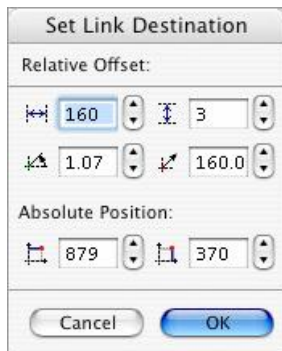 Set Link Destination
Relative Offset:
160 3
1.07 160.0
Absolute Position:
879 370
Cancel OK